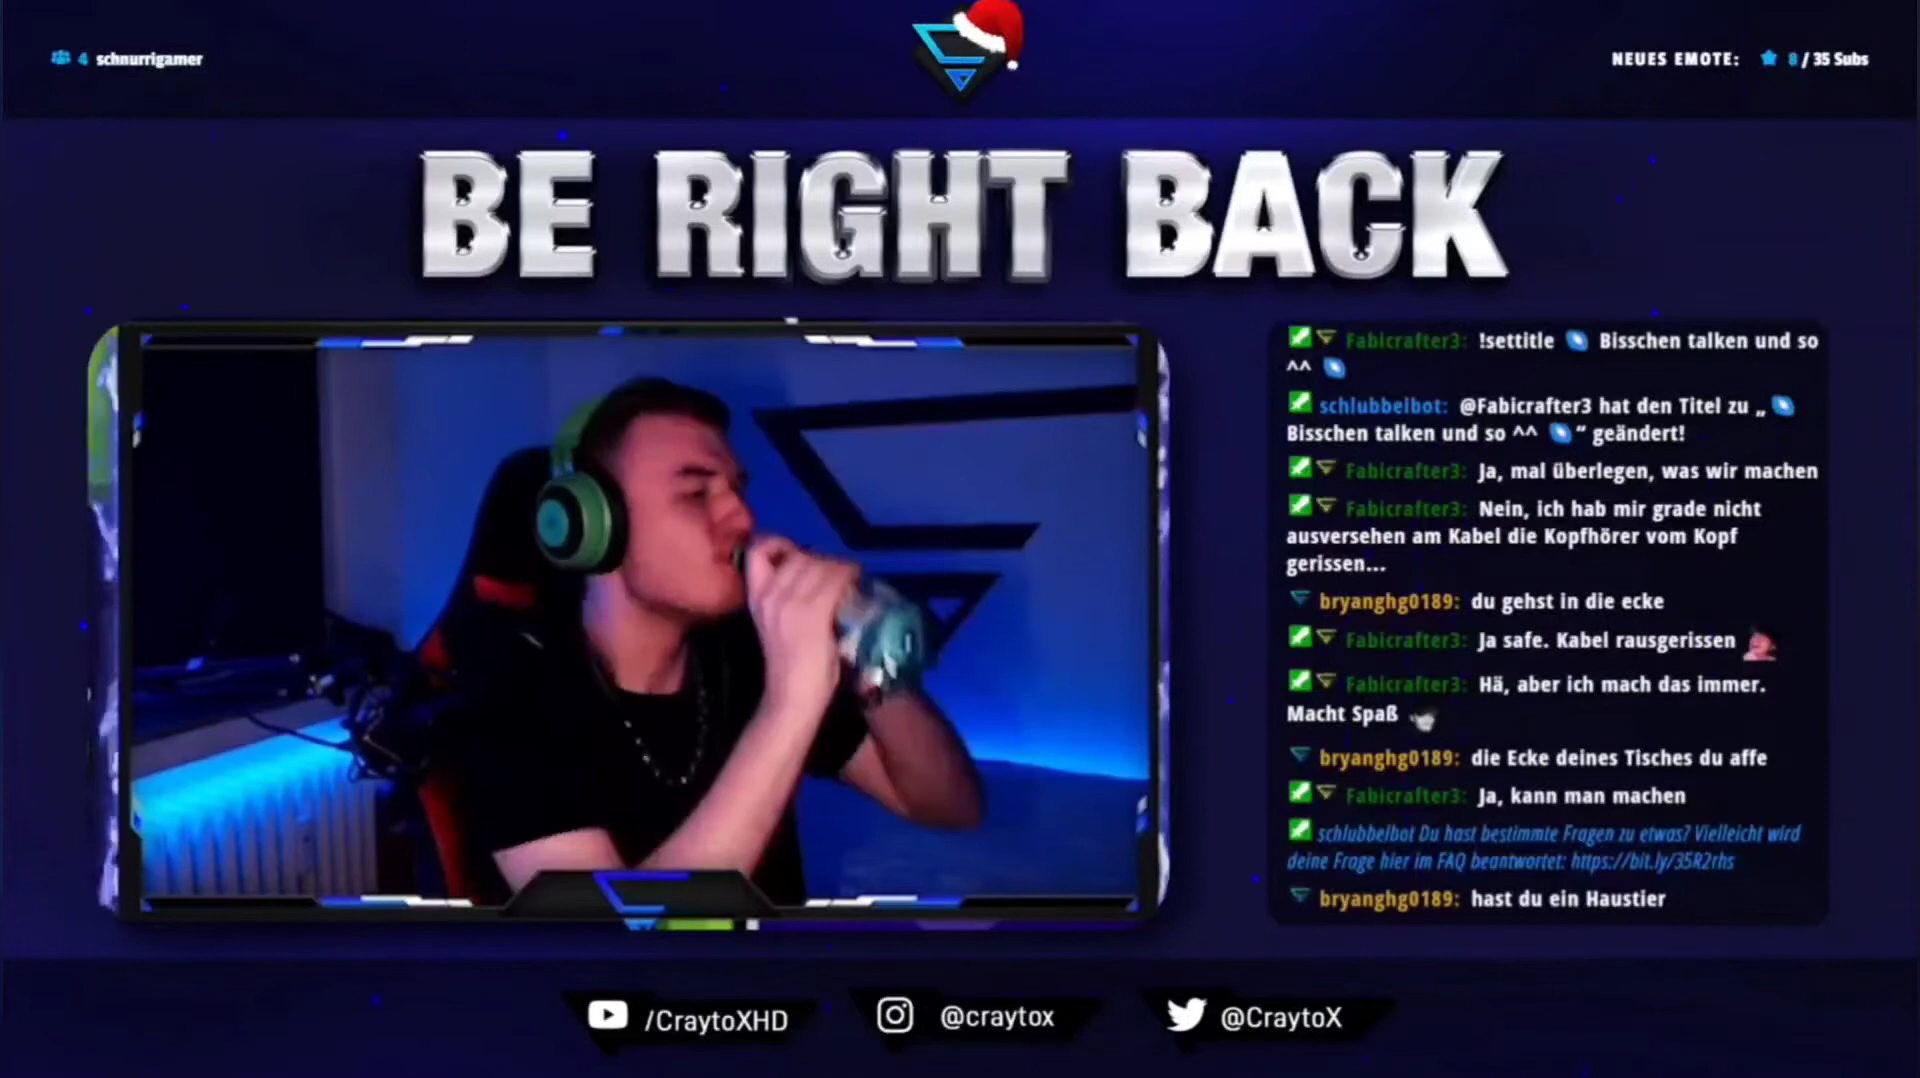 4 schnurrigamer
NEUES EMOTE: 8 / 35 Subs
BE RIGHT BACK
Fabicrafter3: !settitle Bisschen talken und so
^^
schlubbelbot: @Fabicrafter3 hat den Titel zu „
Bisschen talken und so ^^ “ geändert!
Fabicrafter3: Ja, mal überlegen, was wir machen
Fabicrafter3: Nein, ich hab mir grade nicht
ausversehen am Kabel die Kopfhörer vom Kopf
gerissen...
bryanghg0189: du gehst in die ecke
Fabicrafter3: Ja safe. Kabel rausgerissen
Fabicrafter3: Hä, aber ich mach das immer.
Macht Spaß
bryanghg0189: die Ecke deines Tisches du affe
Fabicrafter3: Ja, kann man machen
schlubbelbot Du hast bestimmte Fragen zu etwas? Vielleicht wird
deine Frage hier im FAQ beantwortet: https://bit.ly/35R2rhs
bryanghg0189: hast du ein Haustier
/CraytoXHD
@craytox
@CraytoX